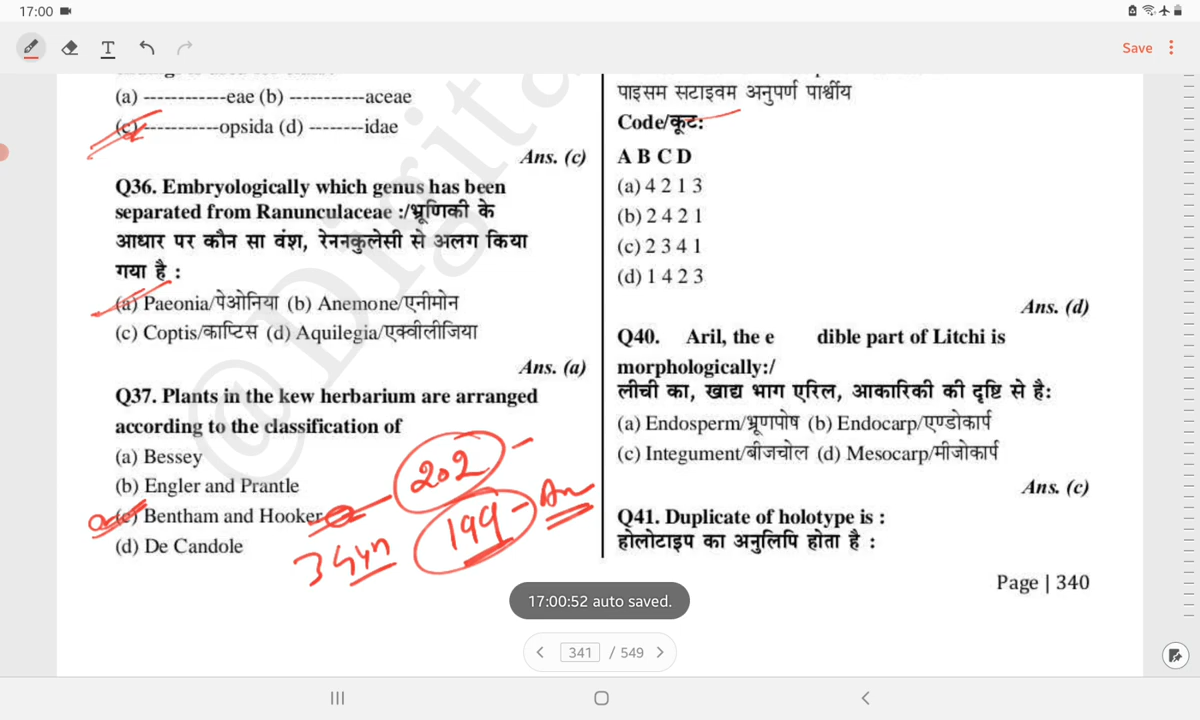 17:00
T
Save
(a) ------------eae (b) -----------aceae
(c) -----------opsida (d) --------idae
Ans. (c)
Q36. Embryologically which genus has been
separated from Ranunculaceae :/भ्रूणिकी के
आधार पर कौन सा वंश, रेननकुलेसी से अलग किया
गया है :
(a) Paeonia/पेओनिया (b) Anemone/एनीमोन
(c) Coptis/काप्टिस (d) Aquilegia/एक्वीलीजिया
Ans. (a)
Q37. Plants in the kew herbarium are arranged
according to the classification of
(a) Bessey
(b) Engler and Prantle
(c) Bentham and Hooker
(d) De Candole
202
199 - An
3 Gyn
पाइसम सटाइवम अनुपर्ण पार्श्वीय
Code/कूट:
A B C D
(a) 4 2 1 3
(b) 2 4 2 1
(c) 2 3 4 1
(d) 1 4 2 3
Ans. (d)
Q40. Aril, the e dible part of Litchi is
morphologically:/
लीची का, खाद्य भाग एरिल, आकारिकी की दृष्टि से है:
(a) Endosperm/भ्रूणपोष (b) Endocarp/एण्डोकार्प
(c) Integument/बीजचोल (d) Mesocarp/मीजोकार्प
Ans. (c)
Q41. Duplicate of holotype is :
होलोटाइप का अनुलिपि होता है :
Page | 340
17:00:52 auto saved.
341 / 549
@Digita